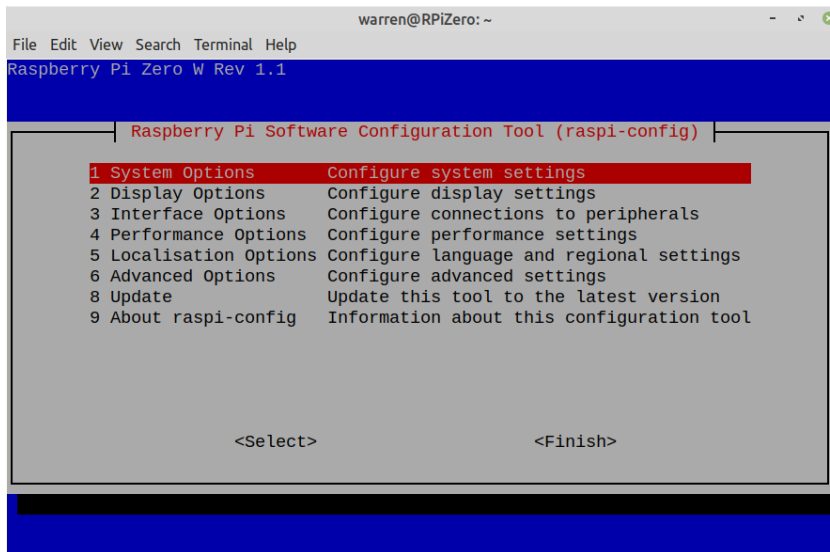 warren@RPiZero: ~
File Edit View Search Terminal Help
Raspberry Pi Zero W Rev 1.1
Raspberry Pi Software Configuration Tool (raspi-config)
1 System Options Configure system settings
2 Display Options Configure display settings
3 Interface Options Configure connections to peripherals
4 Performance Options Configure performance settings
5 Localisation Options Configure language and regional settings
6 Advanced Options Configure advanced settings
8 Update Update this tool to the latest version
9 About raspi-config Information about this configuration tool
<Select> <Finish>